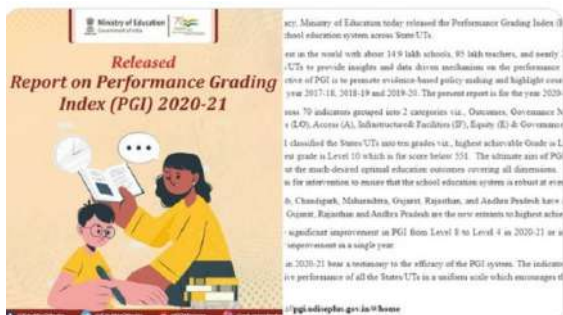 Ministry of Education
Government of India
Released
Report on Performance Grading
Index (PGI) 2020-21
acy, Ministry of Education today released the Performance Grading Index (
chool education system across State/UTs.
est in the world with about 14.9 lakh schools, 95 lakh teachers, and nearly
/UTs to provide insights and data driven mechanism on the performance
ctive of PGI is to promote evidence-based policy-making and highlight cour
year 2017-18, 2018-19 and 2019-20. The present report is for the year 2020-
70 indicators grouped into 2 categories viz., Outcomes, Governance
(LO), Access (A), Infrastructure & Facilities (IF), Equity (E) & Governance
classified the States/UTs into ten grades viz., highest achievable Grade is L
est grade is Level 10 which is for score below 551. The ultimate aim of PGI
ut the much-desired optimal education outcomes covering all dimensions.
as for intervention to ensure that the school education system is robust at ever
b, Chandigarh, Maharashtra, Gujarat, Rajasthan, and Andhra Pradesh have
Gujarat, Rajasthan and Andhra Pradesh are the new entrants to highest achie
significant improvement in PGI from Level 8 to Level 4 in 2020-21 or
improvement in a single year.
in 2020-21 bear a testimony to the efficacy of the PGI system. The indicator
ive performance of all the States/UTs in a uniform scale which encourages th
//pgi.udiseplus.gov.in/#/home